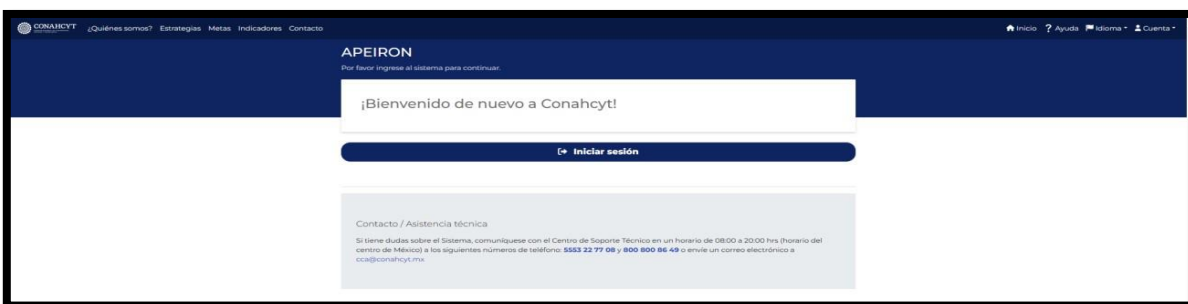 CONAHCYT ¿Quiénes somos? Estrategias Metas Indicadores Contacto Inicio ? Ayuda Idioma Cuenta
APEIRON
Por favor ingrese al sistema para continuar.
¡Bienvenido de nuevo a Conahcyt!
Iniciar sesión
Contacto / Asistencia técnica
Si tiene dudas sobre el Sistema, comuníquese con el Centro de Soporte Técnico en un horario de 08:00 a 20:00 hrs (horario del
centro de México) a los siguientes números de teléfono: 5553 22 77 08 y 800 800 86 49 o envíe un correo electrónico a
cca@conahcyt.mx